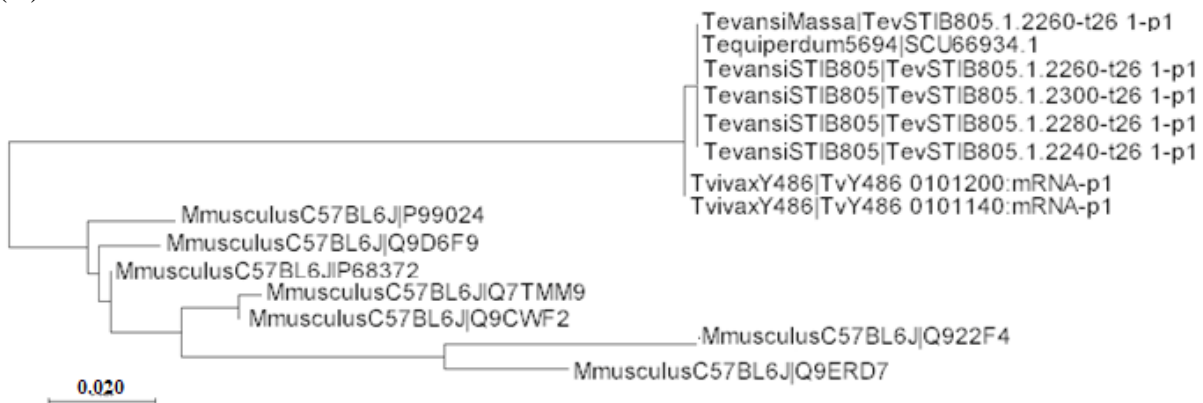 TevansiMassa|TevSTIB805.1.2260-t26 1-p1
Tequiperdum5694|SCU66934.1
TevansiSTIB805|TevSTIB805.1.2260-t26 1-p1
TevansiSTIB805|TevSTIB805.1.2300-t26 1-p1
TevansiSTIB805|TevSTIB805.1.2280-t26 1-p1
TevansiSTIB805|TevSTIB805.1.2240-t26 1-p1
TvivaxY486|TvY486 0101200:mRNA-p1
TvivaxY486|TvY486 0101140:mRNA-p1
MmusculusC57BL6J|P99024
MmusculusC57BL6J|Q9D6F9
MmusculusC57BL6J|P68372
MmusculusC57BL6J|Q7TMM9
MmusculusC57BL6J|Q9CWF2
MmusculusC57BL6J|Q922F4
MmusculusC57BL6J|Q9ERD7
0.020